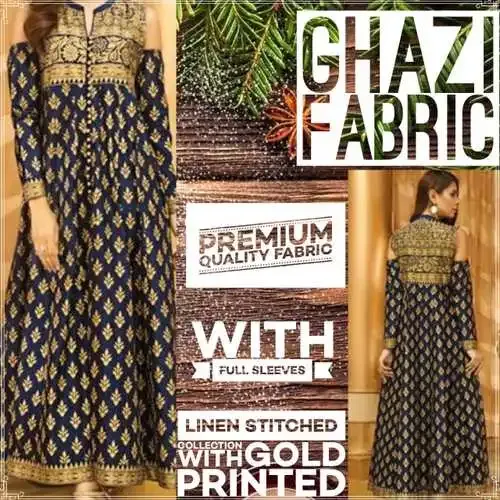 GHAZI
FABRIC
PREMIUM
QUALITY FABRIC
WITH
FULL SLEEVES
LINEN STITCHED
COLLECTION
WITH GOLD
PRINTED